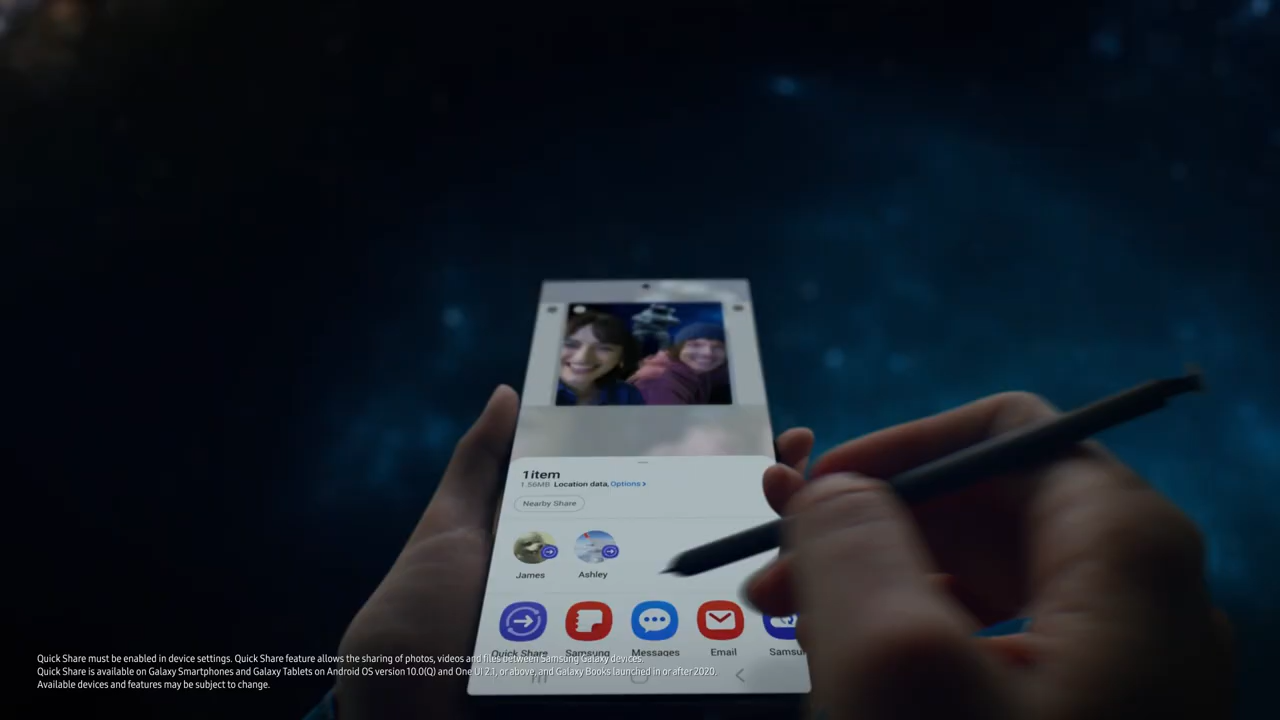 1 item
1.56MB Location data, Options >
Nearby Share
James Ashley
Quick Share Samsung Messages Email Samsu
Quick Share must be enabled in device settings. Quick Share feature allows the sharing of photos, videos and files between Samsung Galaxy devices.
Quick Share is available on Galaxy Smartphones and Galaxy Tablets on Android OS version 10.0(Q) and One UI 2.1, or above, and Galaxy Books launched in or after 2020.
Available devices and features may be subject to change.